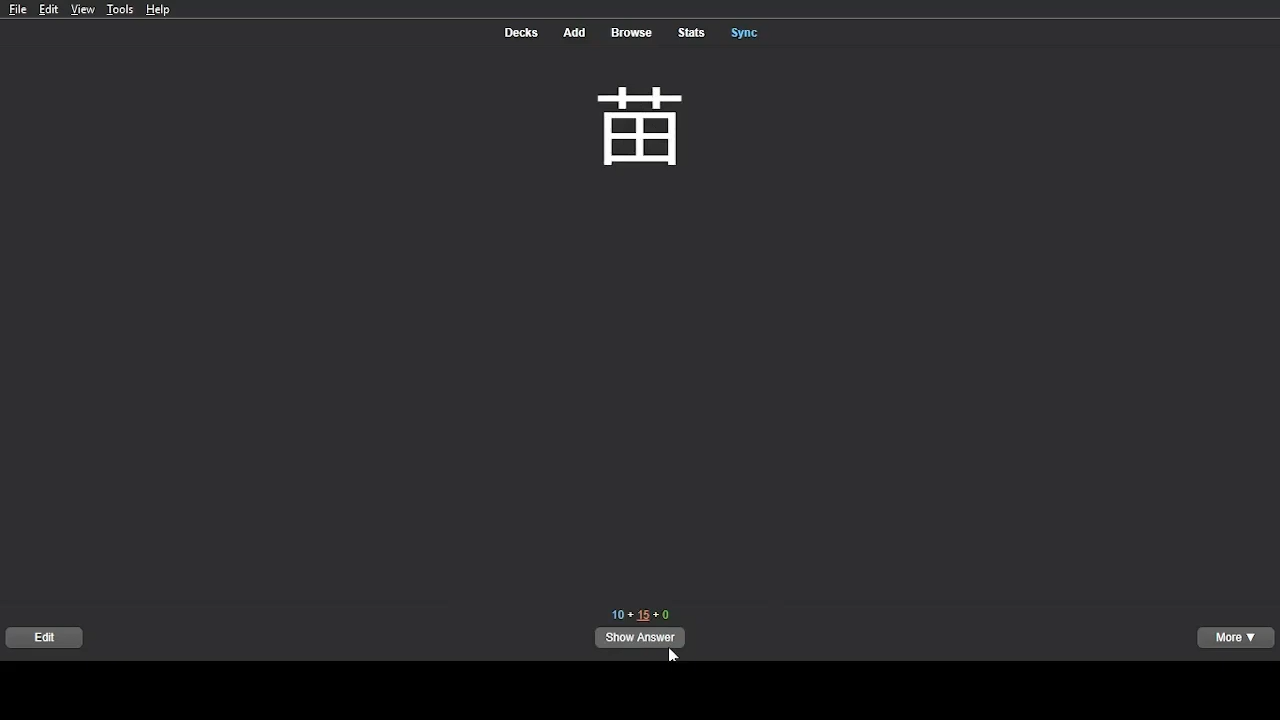 File Edit View Tools Help
Decks Add Browse Stats Sync
苗
10 + 15 + 0
Edit Show Answer More ▼